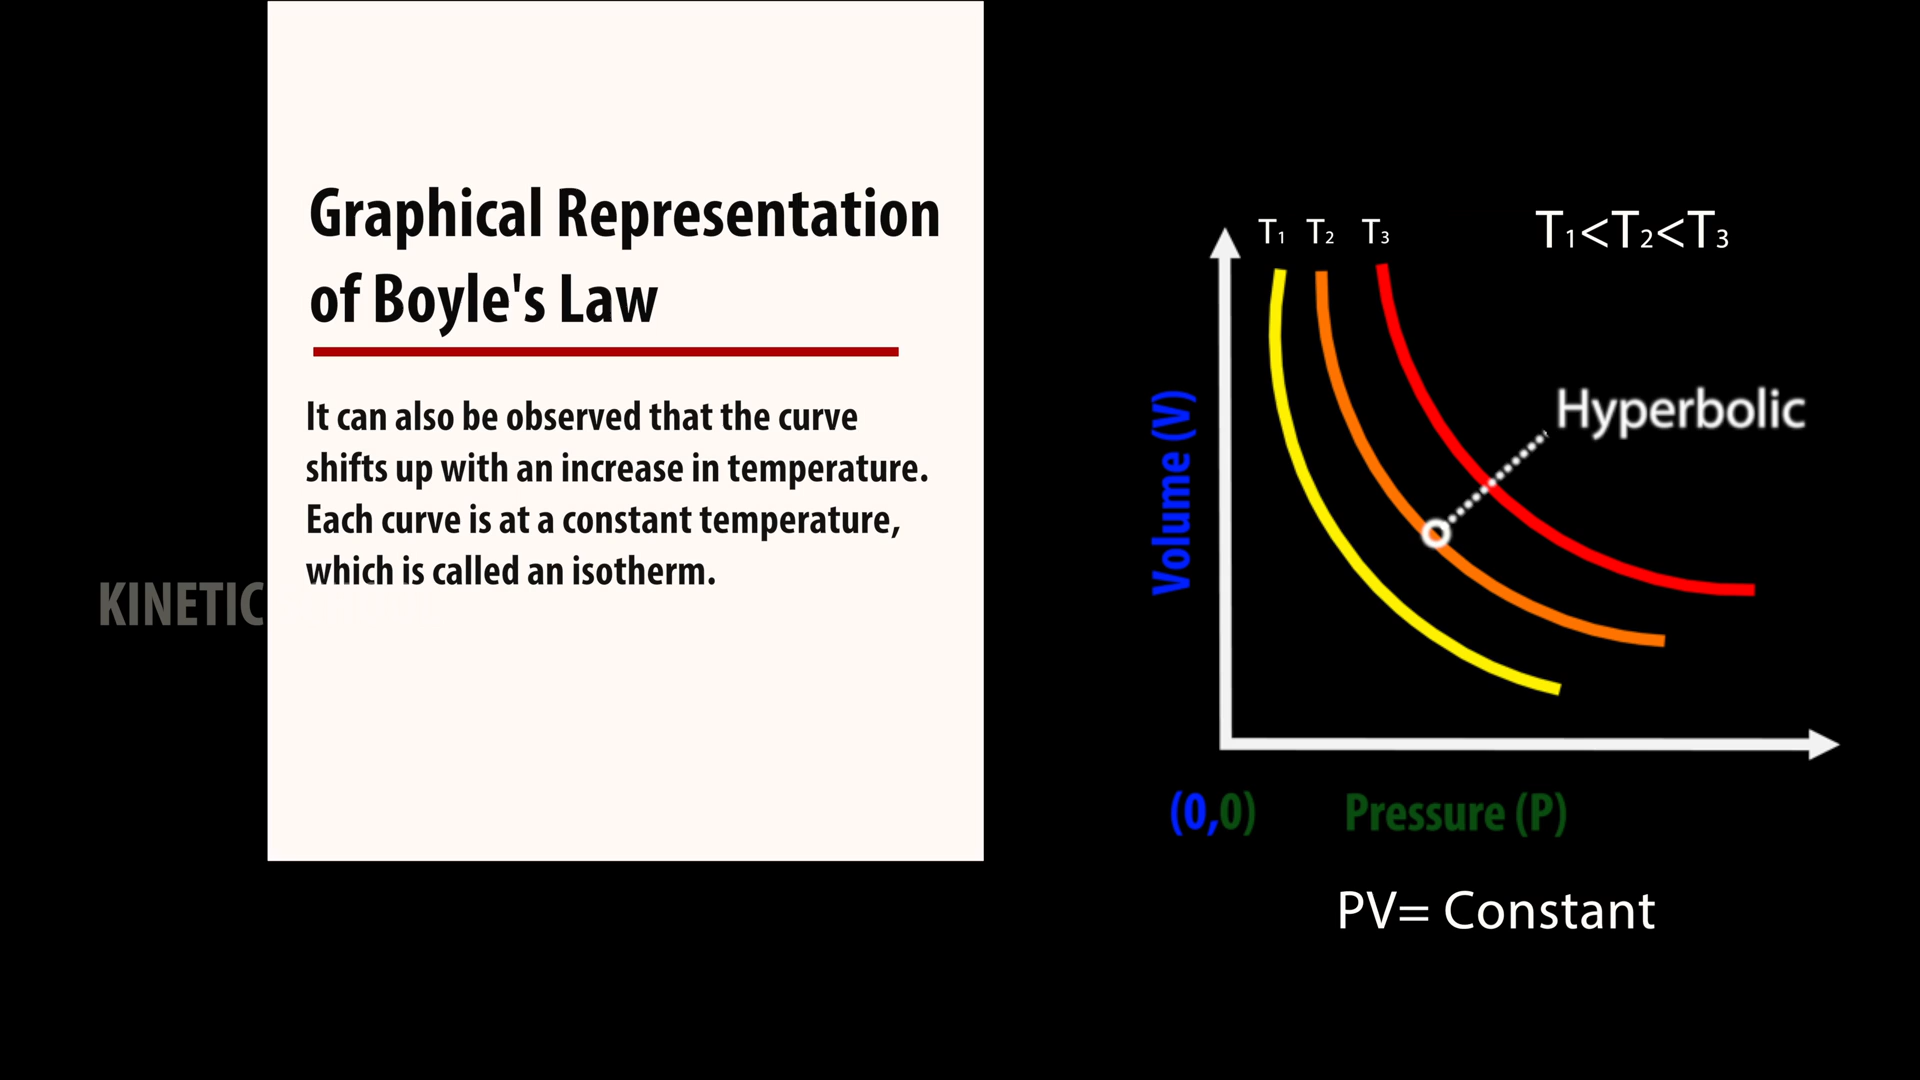 Graphical Representation
of Boyle's Law
It can also be observed that the curve
shifts up with an increase in temperature.
Each curve is at a constant temperature,
which is called an isotherm.
KINETIC
T₁ T₂ T₃
T₁<T₂<T₃
Hyperbolic
Volume (V)
(0,0)
Pressure (P)
PV= Constant